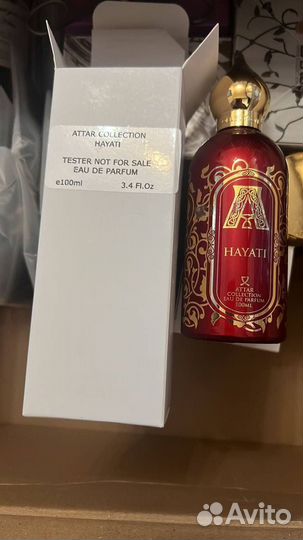 ATTAR COLLECTION
HAYATI
TESTER NOT FOR SALE
EAU DE PARFUM
e100ml 3.4 Fl.Oz
HAYATI
ATTAR
COLLECTION
EAU DE PARFUM
100ML
Avito